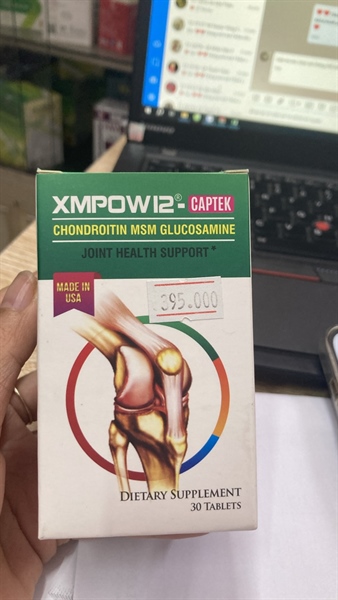 XMPOW12®- CAPTEK
CHONDROITIN MSM GLUCOSAMINE
JOINT HEALTH SUPPORT*
MADE IN
USA
395.000
DIETARY SUPPLEMENT
30 TABLETS